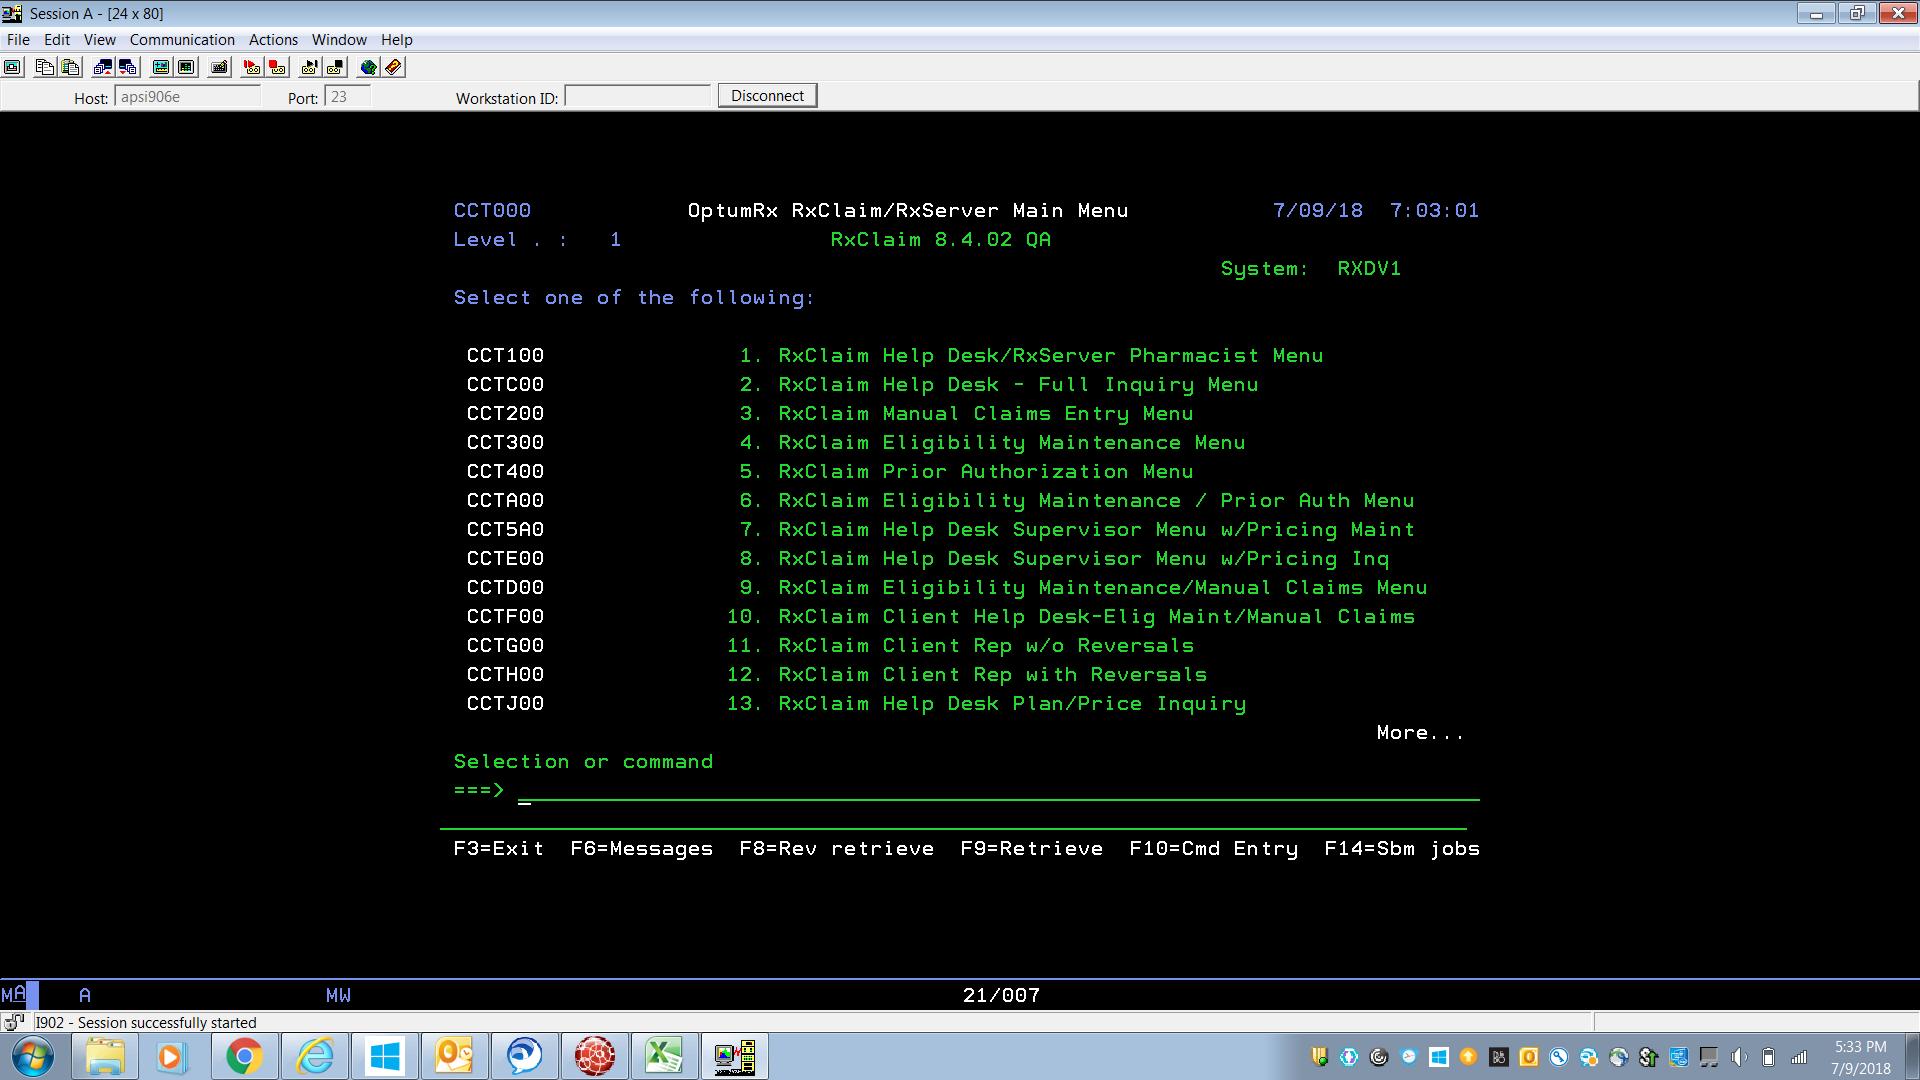 Session A - [24 x 80]
File Edit View Communication Actions Window Help
Host: apsi906e Port: 23 Workstation ID: Disconnect
CCT000 OptumRx RxClaim/RxServer Main Menu 7/09/18 7:03:01
Level . : 1 RxClaim 8.4.02 QA
System: RXDV1
Select one of the following:
CCT100 1. RxClaim Help Desk/RxServer Pharmacist Menu
CCTC00 2. RxClaim Help Desk - Full Inquiry Menu
CCT200 3. RxClaim Manual Claims Entry Menu
CCT300 4. RxClaim Eligibility Maintenance Menu
CCT400 5. RxClaim Prior Authorization Menu
CCTA00 6. RxClaim Eligibility Maintenance / Prior Auth Menu
CCT5A0 7. RxClaim Help Desk Supervisor Menu w/Pricing Maint
CCTE00 8. RxClaim Help Desk Supervisor Menu w/Pricing Inq
CCTD00 9. RxClaim Eligibility Maintenance/Manual Claims Menu
CCTF00 10. RxClaim Client Help Desk-Elig Maint/Manual Claims
CCTG00 11. RxClaim Client Rep w/o Reversals
CCTH00 12. RxClaim Client Rep with Reversals
CCTJ00 13. RxClaim Help Desk Plan/Price Inquiry
More...
Selection or command
===> _
F3=Exit F6=Messages F8=Rev retrieve F9=Retrieve F10=Cmd Entry F14=Sbm jobs
MA A MW 21/007
I902 - Session successfully started
5:33 PM
7/9/2018